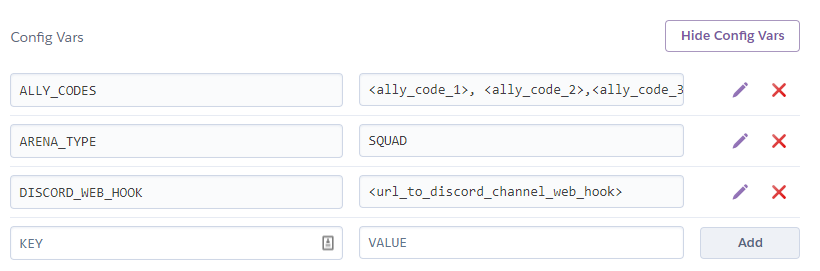 Config Vars
Hide Config Vars
ALLY_CODES
<ally_code_1>, <ally_code_2>,<ally_code_3
ARENA_TYPE
SQUAD
DISCORD_WEB_HOOK
<url_to_discord_channel_web_hook>
KEY
VALUE
Add